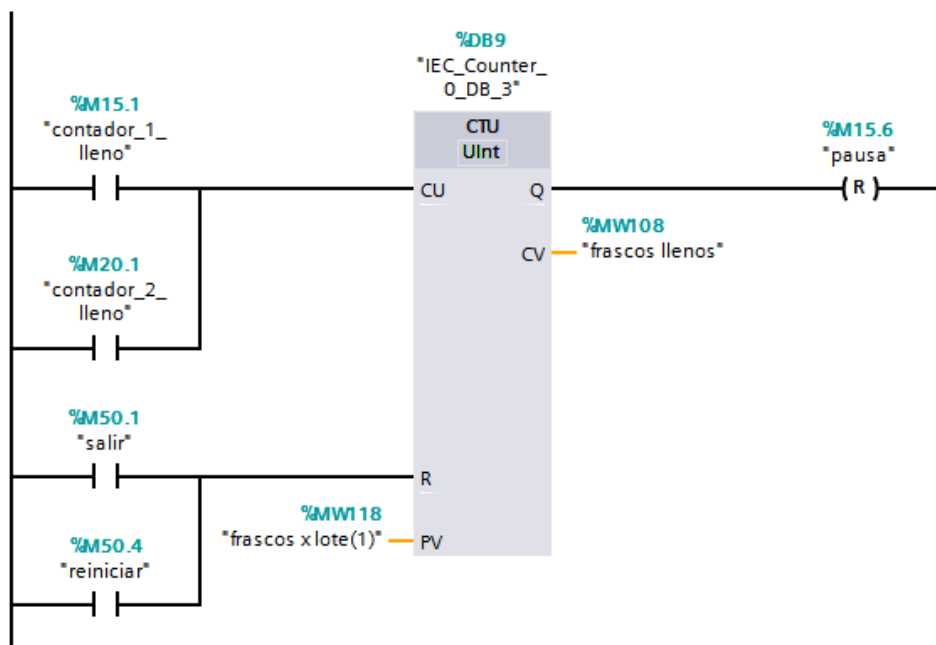 %DB9
"IEC_Counter_
0_DB_3"
%M15.1
"contador_1_
lleno"
CTU
UInt
%M15.6
"pausa"
CU
Q
R
%MW108
"frascos llenos"
CV
%M20.1
"contador_2_
lleno"
%M50.1
"salir"
R
%MW118
"frascos x lote(1)"
PV
%M50.4
"reiniciar"